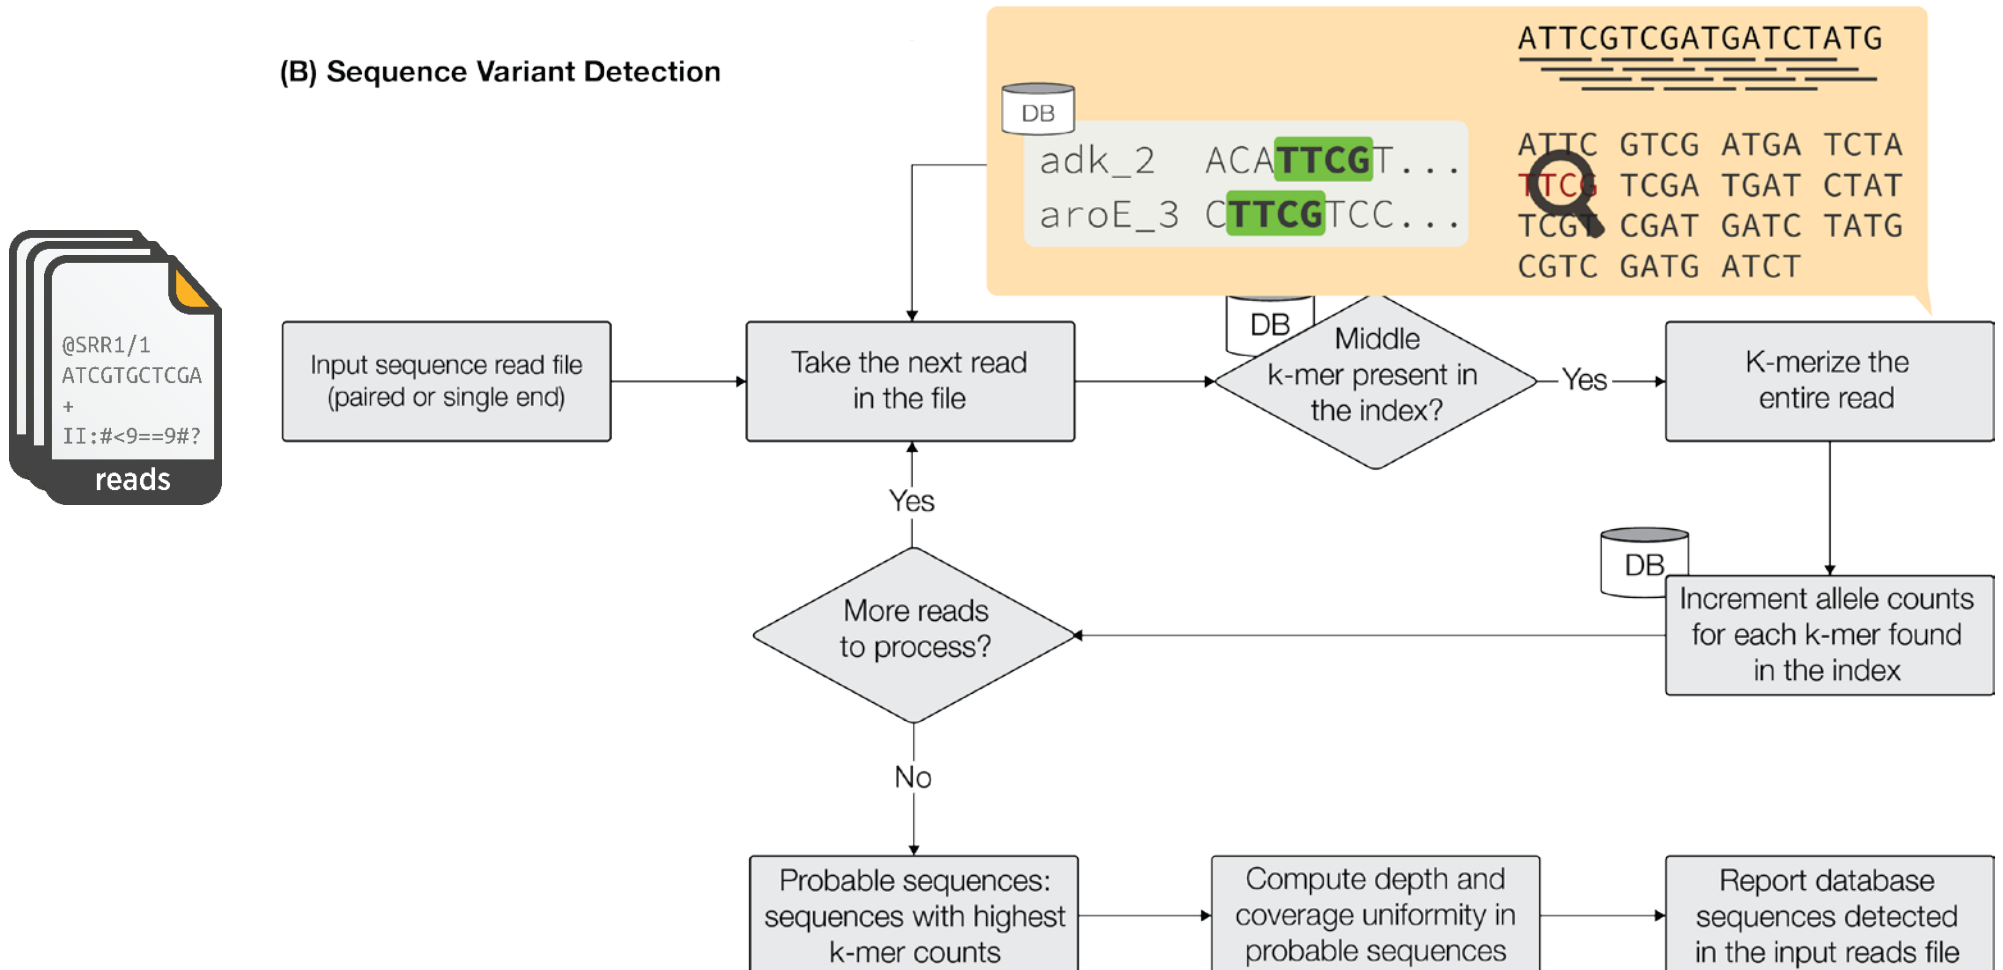 (B) Sequence Variant Detection
ATTCGTCGATGATCTATG
DB
adk_2 ACATTCGT...
aroE_3 CTTCGTCC...
ATTC GTCG ATGA TCTA
TTCG TCGA TGAT CTAT
TCGT CGAT GATC TATG
CGTC GATG ATCT
@SRR1/1
ATCGTGCTCGA
+
II:#<9==9#?
reads
Input sequence read file
(paired or single end)
Take the next read
in the file
DB
Middle
k-mer present in
the index?
Yes
K-merize the
entire read
Yes
DB
Increment allele counts
for each k-mer found
in the index
More reads
to process?
No
Probable sequences:
sequences with highest
k-mer counts
Compute depth and
coverage uniformity in
probable sequences
Report database
sequences detected
in the input reads file